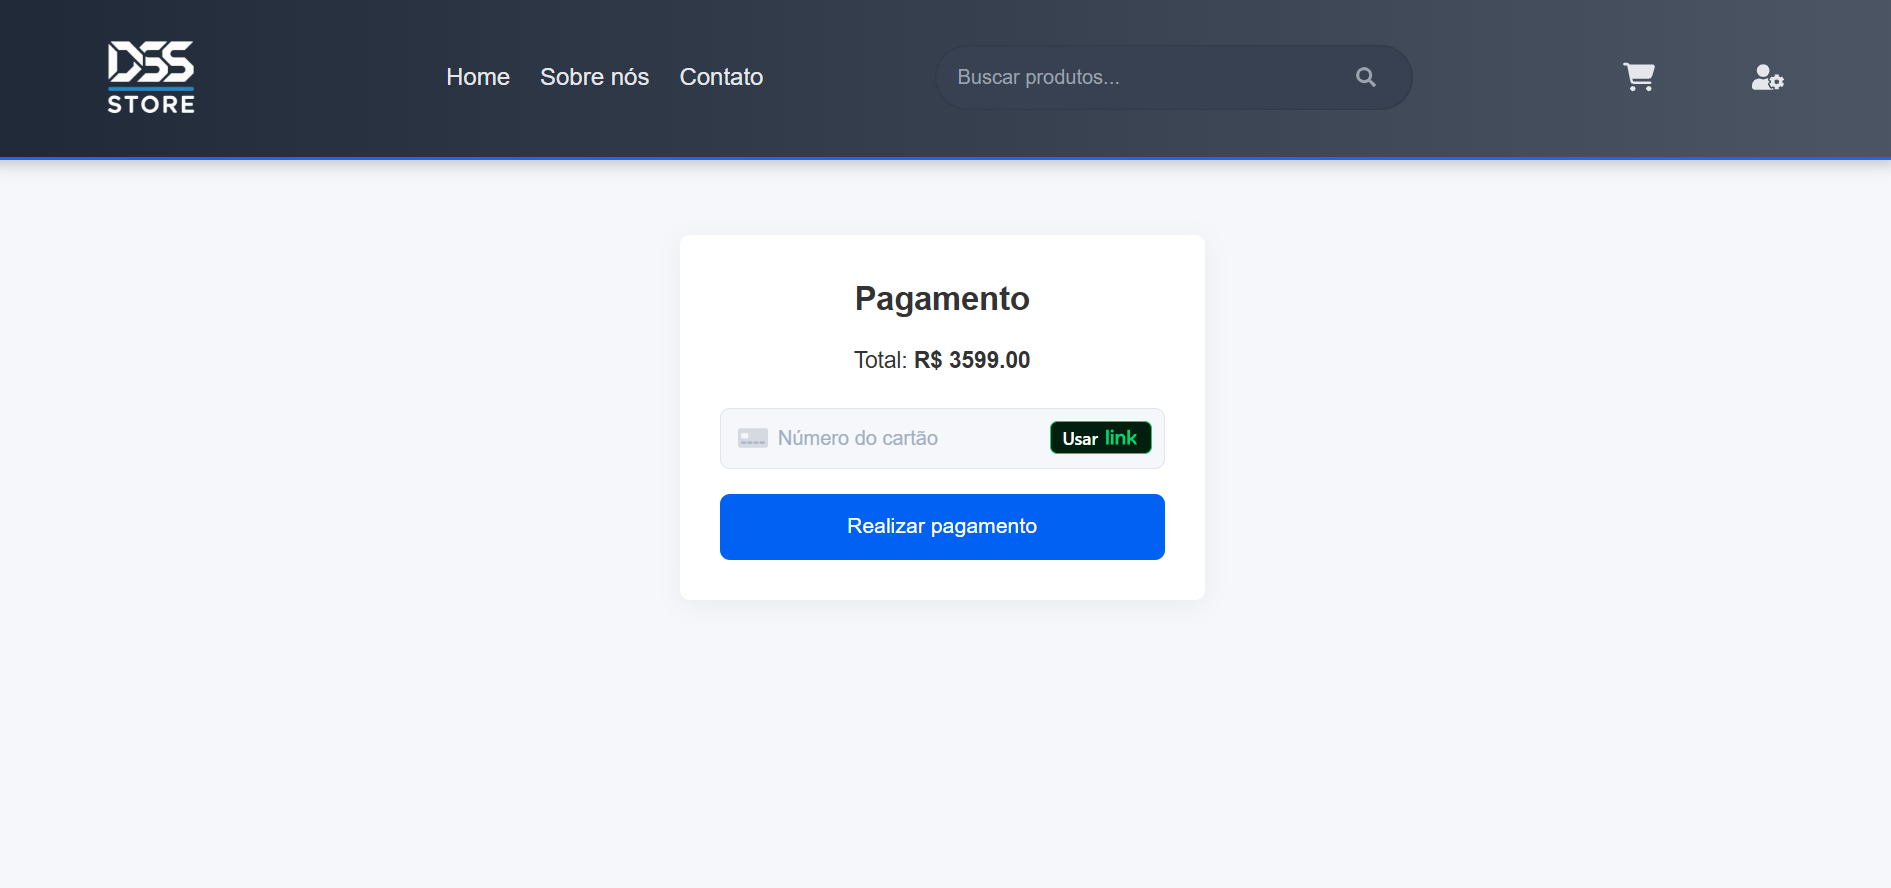 DSS
STORE
Home
Sobre nós
Contato
Buscar produtos...
Pagamento
Total: R$ 3599.00
Número do cartão
Usar link
Realizar pagamento